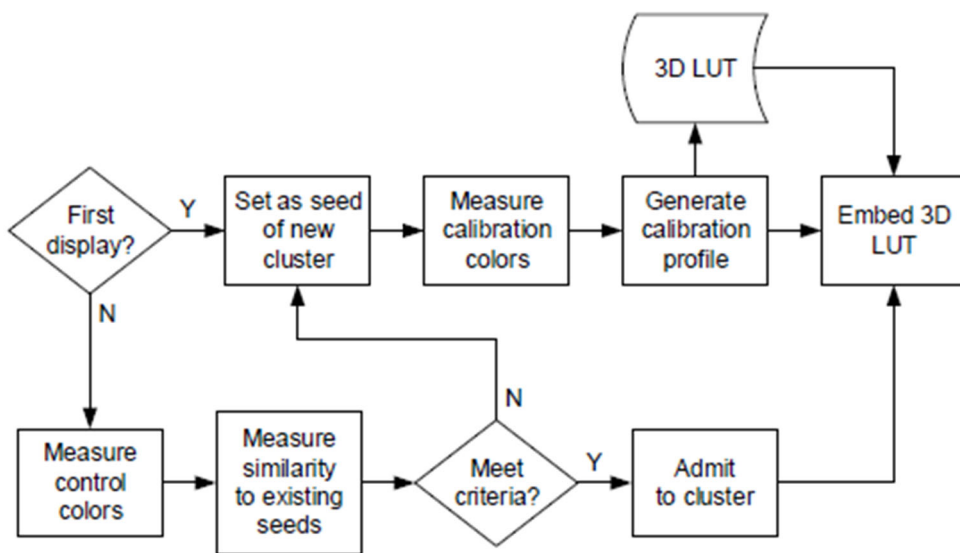 3D LUT
First
display?
Y
Set as seed
of new
cluster
Measure
calibration
colors
Generate
calibration
profile
Embed 3D
LUT
N
N
Measure
control
colors
Measure
similarity
to existing
seeds
Meet
criteria?
Y
Admit
to cluster